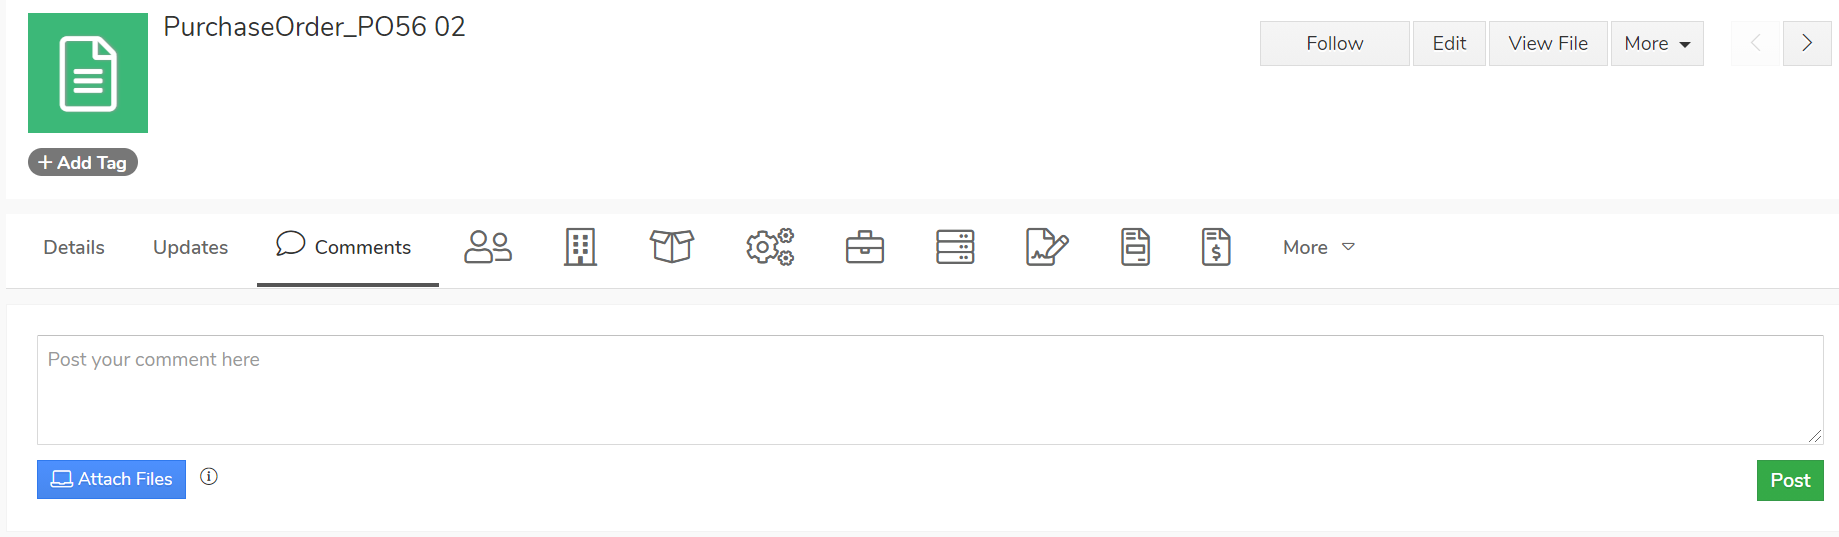 PurchaseOrder_PO56 02
Follow
Edit
View File
More
+ Add Tag
Details
Updates
Comments
More
Post your comment here
Attach Files
Post